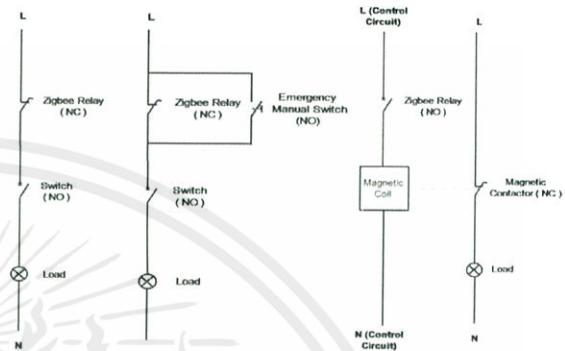 L
Zigbee Relay
( NC )
Switch
( NO )
Load
N
L
Zigbee Relay
( NC )
Emergency
Manual Switch
(NO)
Switch
( NO )
Load
L (Control
Circuit)
Zigbee Relay
(NO)
Magnetic
Coil
N (Control
Circuit)
L
Magnetic
Contactor ( NC )
Load
N